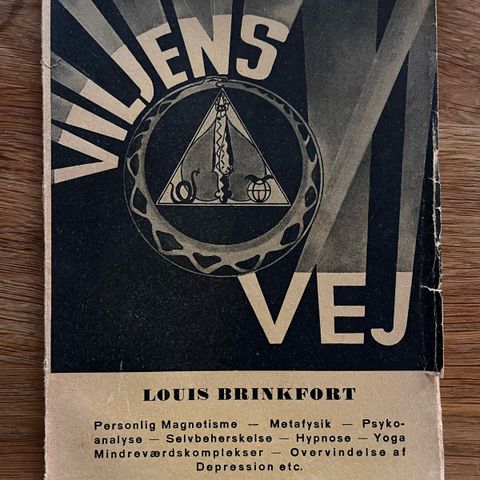 VILJENS
VEJ
LOUIS BRINKFORT
Personlig Magnetisme — Metafysik — Psyko-
analyse — Selvbeherskelse — Hypnose — Yoga
Mindreværdskomplekser — Overvindelse af
Depression etc.